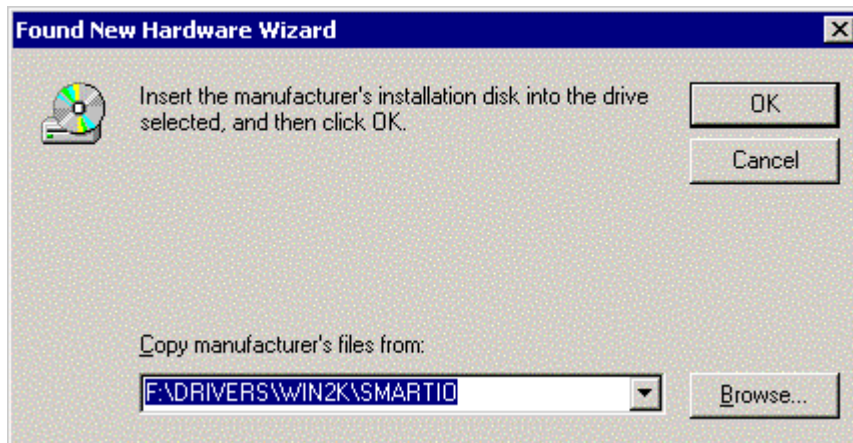 Found New Hardware Wizard
Insert the manufacturer's installation disk into the drive
selected, and then click OK.
OK
Cancel
Copy manufacturer's files from:
F:\DRIVERS\WIN2K\SMARTIO
Browse...